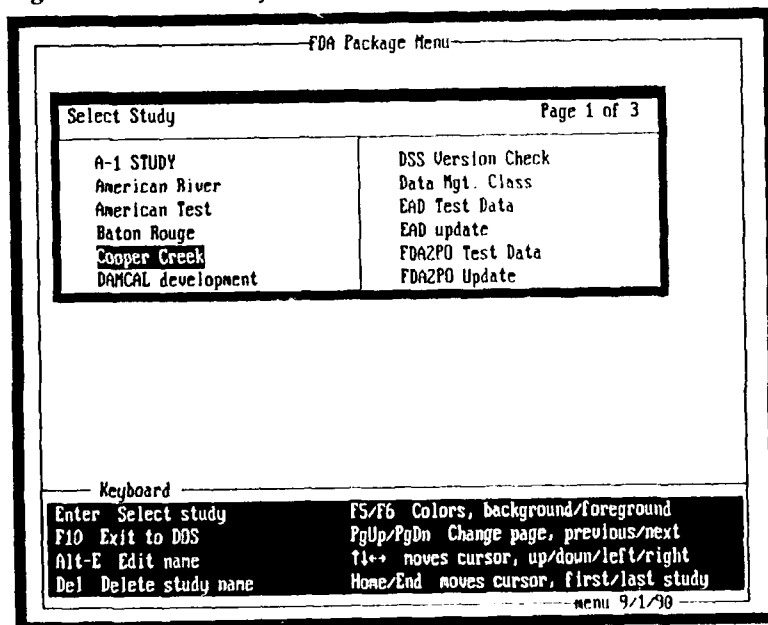 FDA Package Menu
Select Study Page 1 of 3
A-1 STUDY DSS Version Check
American River Data Mgt. Class
American Test EAD Test Data
Baton Rouge EAD update
Cooper Creek FDA2PO Test Data
DAMCAL development FDA2PO Update
Keyboard
Enter Select study F5/F6 Colors, background/foreground
F10 Exit to DOS PgUp/PgDn Change page, previous/next
Alt-E Edit name ↑↓↔ moves cursor, up/down/left/right
Del Delete study name Home/End moves cursor, first/last study
menu 9/1/90